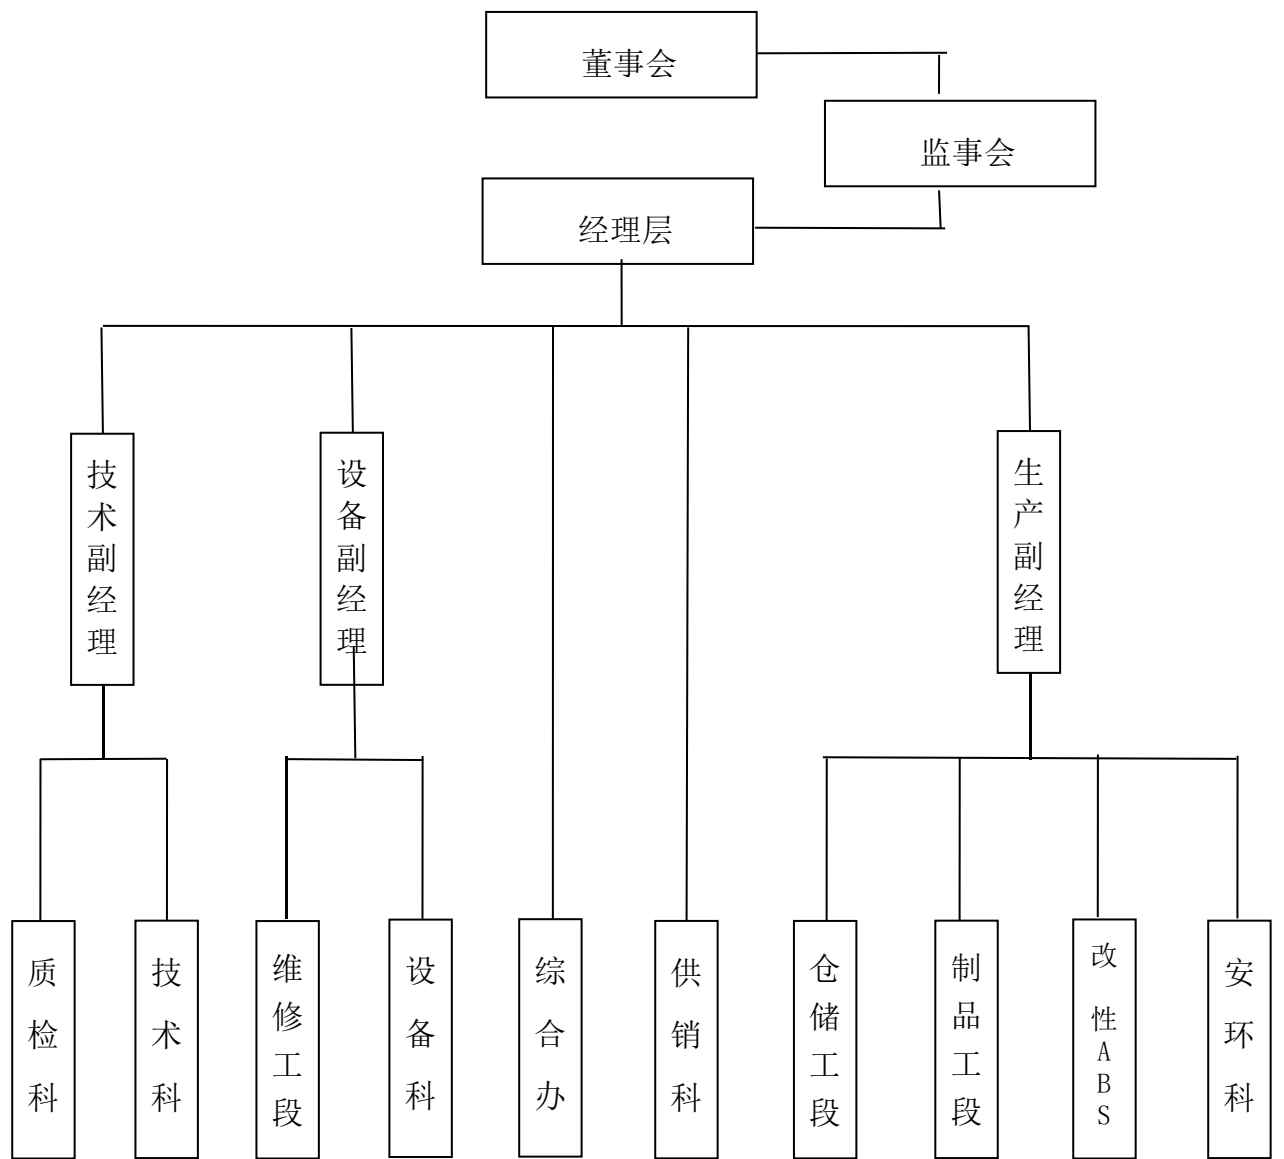 董事会
监事会
经理层
技术副经理
设备副经理
生产副经理
质检科
技术科
维修工段
设备科
综合办
供销科
仓储工段
制品工段
改性ABS
安环科